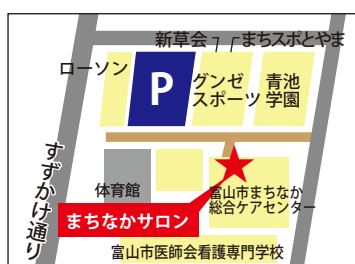 新草会
まちスポとやま
ローソン
P
グンゼ
スポーツ
青池
学園
すずかけ通り
体育館
富山市まちなか
総合ケアセンター
まちなかサロン
富山市医師会看護専門学校